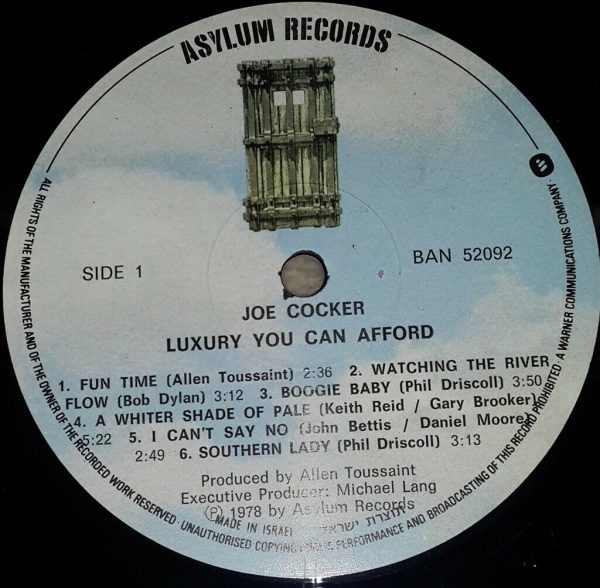 ASYLUM RECORDS
SIDE 1
BAN 52092
JOE COCKER
LUXURY YOU CAN AFFORD
1. FUN TIME (Allen Toussaint) 2:36 2. WATCHING THE RIVER
FLOW (Bob Dylan) 3:12 3. BOOGIE BABY (Phil Driscoll) 3:50
4. A WHITER SHADE OF PALE (Keith Reid / Gary Brooker)
5:22 5. I CAN'T SAY NO (John Bettis / Daniel Moore)
2:49 6. SOUTHERN LADY (Phil Driscoll) 3:13
Produced by Allen Toussaint
Executive Producer: Michael Lang
Ⓟ 1978 by Asylum Records
MADE IN ISRAEL תוצרת ישראל
ALL RIGHTS OF THE MANUFACTURER AND OF THE OWNER OF THE RECORDED WORK RESERVED · UNAUTHORISED COPYING PUBLIC PERFORMANCE AND BROADCASTING OF THIS RECORD PROHIBITED · A WARNER COMMUNICATIONS COMPANY ·